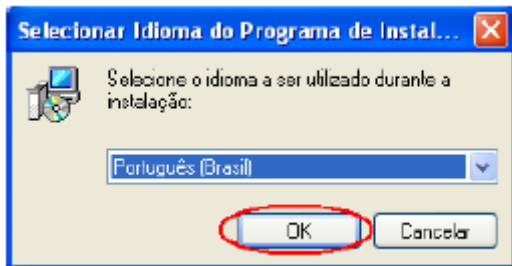 Selecionar Idioma do Programa de Instal...
Selecione o idioma a ser utilizado durante a
instalação:
Português (Brasil)
OK
Cancelar